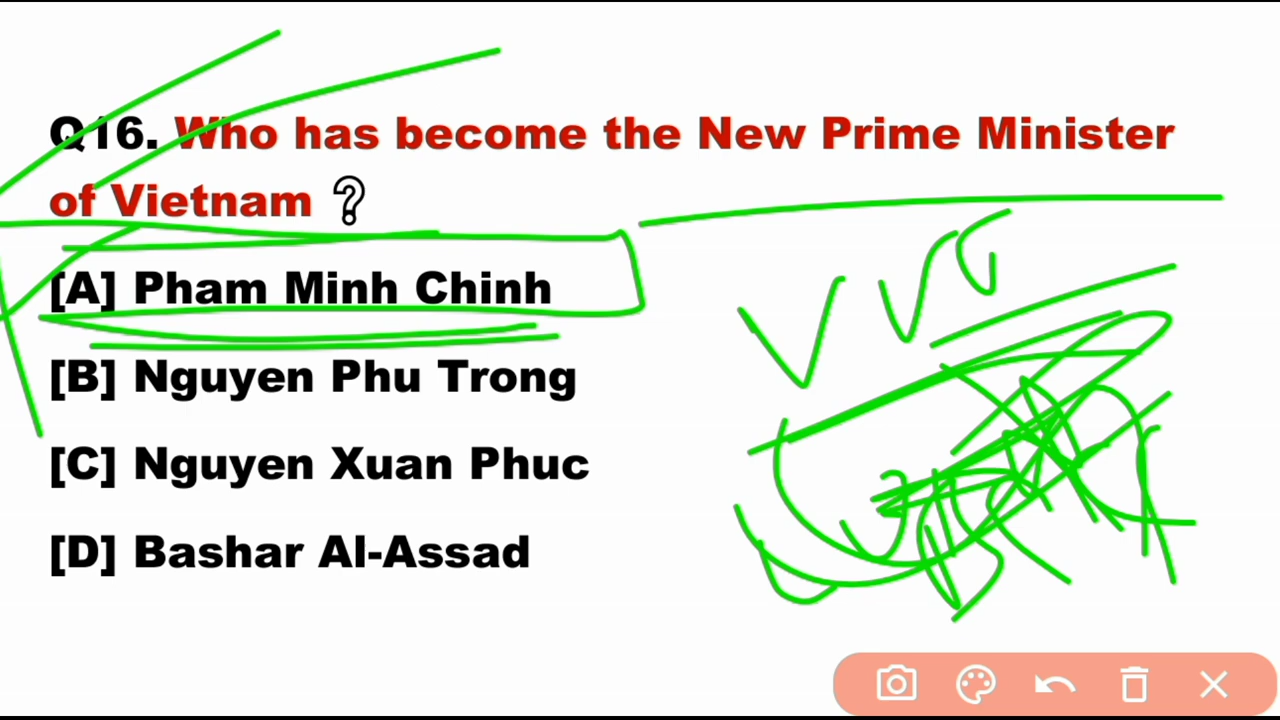 Q16. Who has become the New Prime Minister
of Vietnam ?
[A] Pham Minh Chinh
[B] Nguyen Phu Trong
[C] Nguyen Xuan Phuc
[D] Bashar Al-Assad